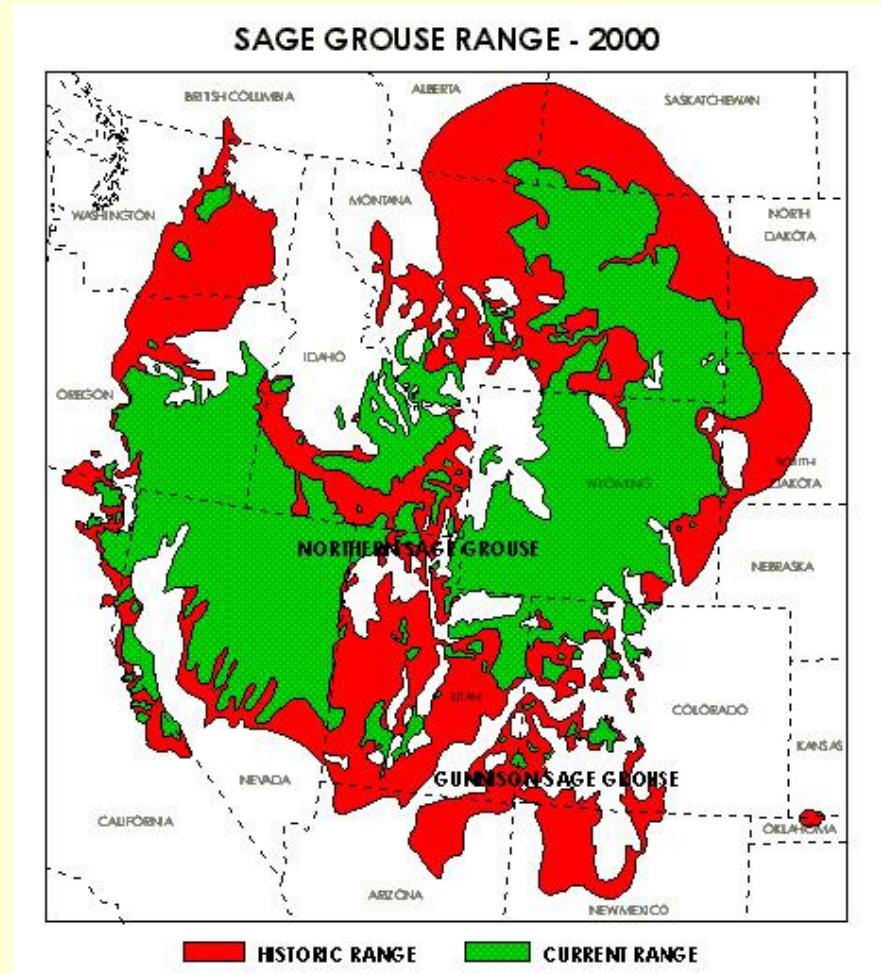 SAGE GROUSE RANGE - 2000
BRITISH COLUMBIA
ALBERTA
SASKATCHEWAN
WASHINGTON
MONTANA
NORTH
DAKOTA
IDAHO
OREGON
WYOMING
SOUTH
DAKOTA
NORTHERN SAGE GROUSE
NEBRASKA
UTAH
COLORADO
KANSAS
NEVADA
GUNNISON SAGE GROUSE
CALIFORNIA
OKLAHOMA
ARIZONA
NEW MEXICO
HISTORIC RANGE
CURRENT RANGE